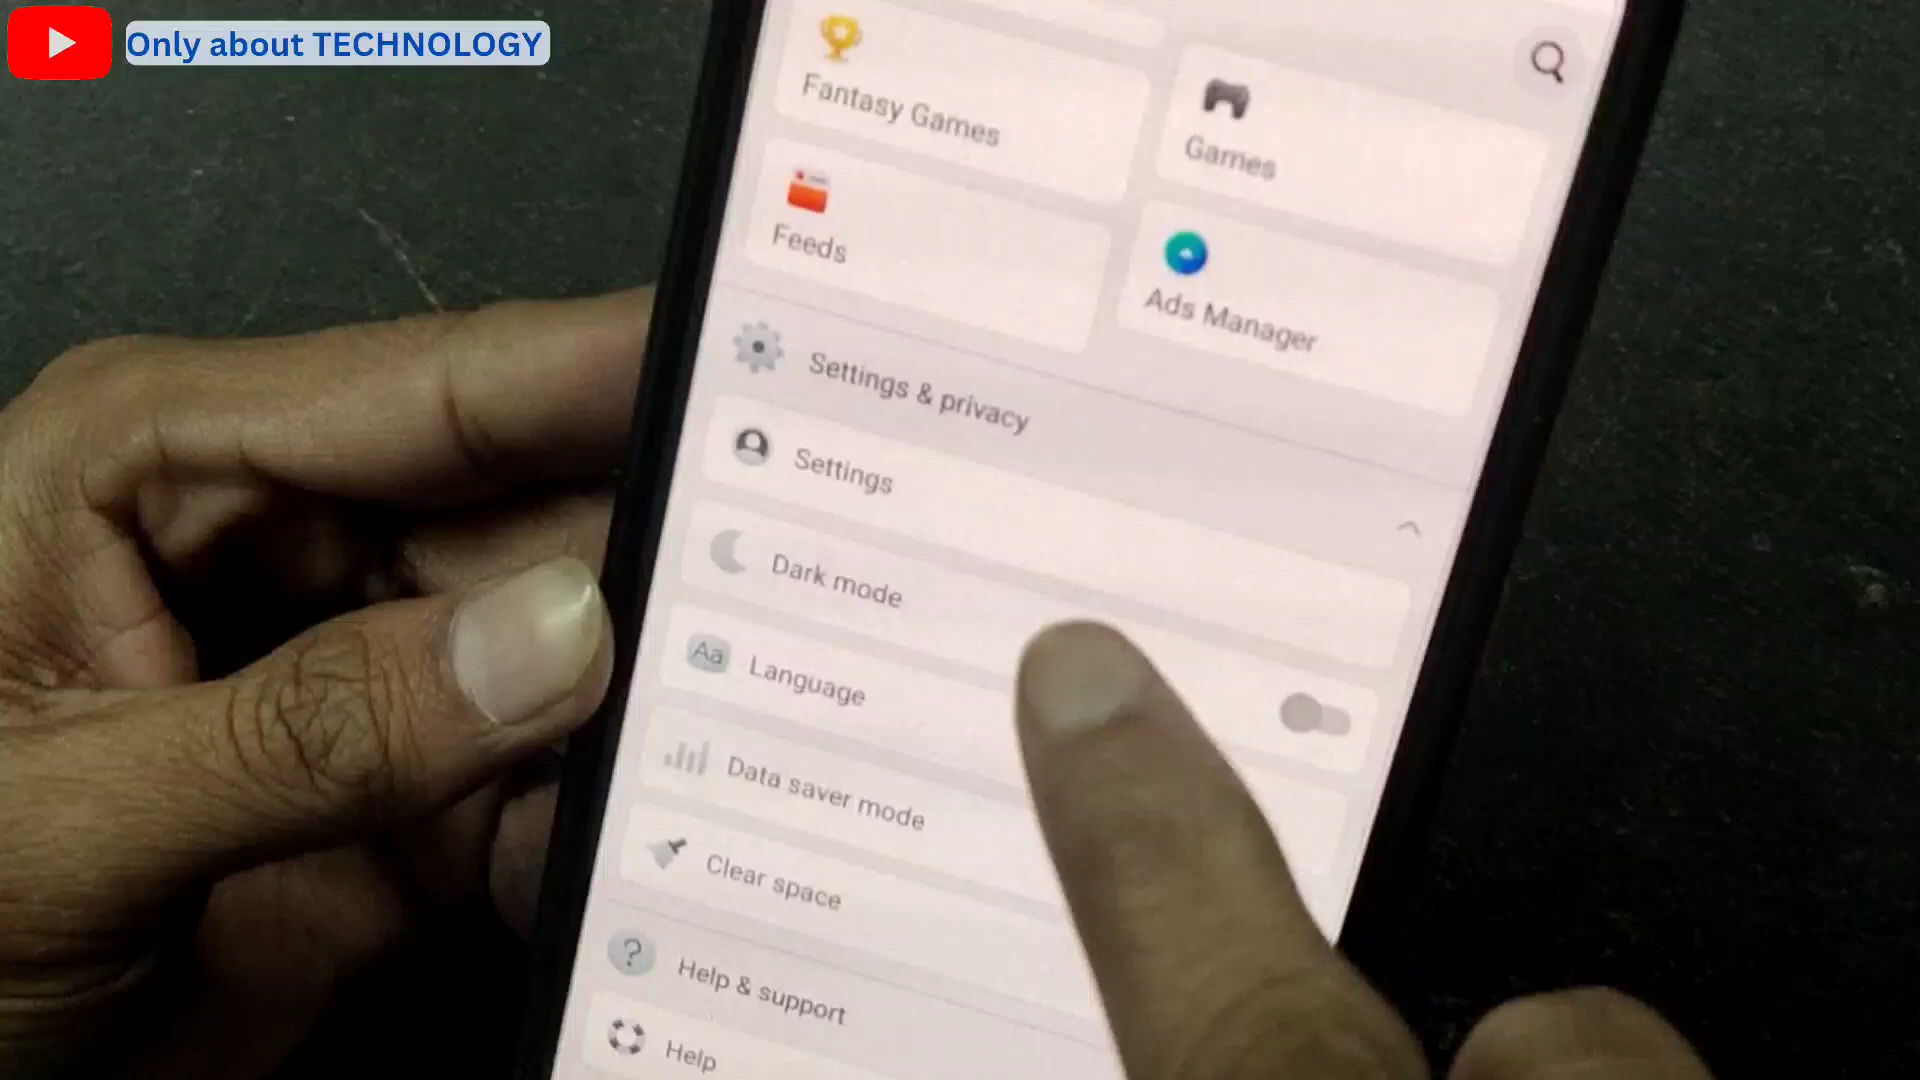 Only about TECHNOLOGY
Fantasy Games
Games
Feeds
Ads Manager
Settings & privacy
Settings
Dark mode
Aa Language
Data saver mode
Clear space
? Help & support
Help